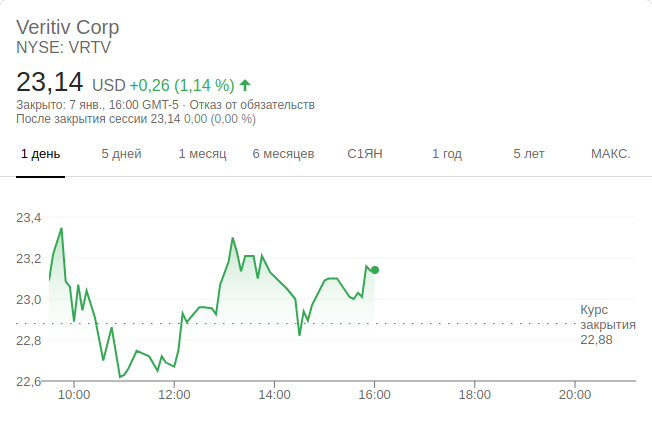 Veritiv Corp
NYSE: VRTV
23,14 USD +0,26 (1,14 %)
Закрыто: 7 янв., 16:00 GMT-5 · Отказ от обязательств
После закрытия сессии 23,14 0,00 (0,00 %)
1 день 5 дней 1 месяц 6 месяцев С1ЯН 1 год 5 лет МАКС.
23,4
23,2
23,0
Курс
закрытия
22,88
22,8
22,6
10:00 12:00 14:00 16:00 18:00 20:00